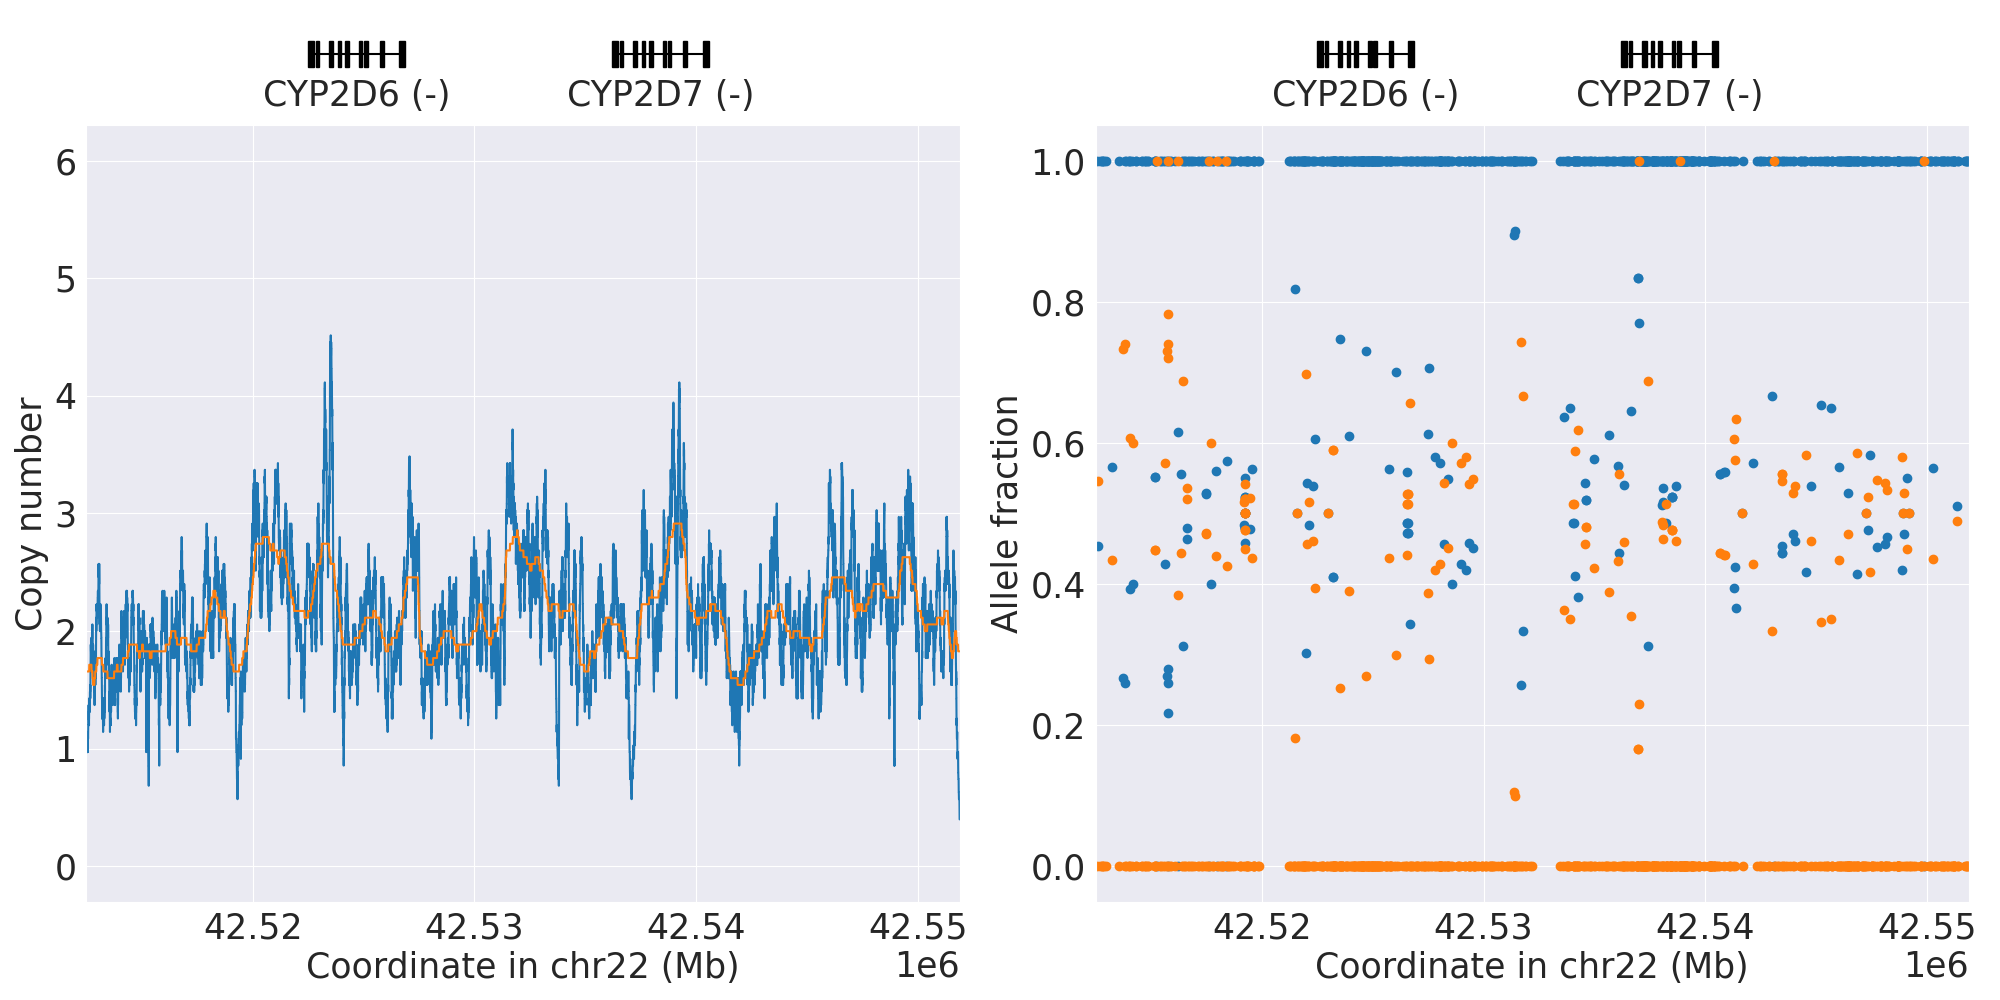 CYP2D6 (-) CYP2D7 (-)
6
5
4
3
2
1
0
Copy number
42.52 42.53 42.54 42.55
Coordinate in chr22 (Mb) 1e6
CYP2D6 (-) CYP2D7 (-)
1.0
0.8
0.6
0.4
0.2
0.0
Allele fraction
42.52 42.53 42.54 42.55
Coordinate in chr22 (Mb) 1e6